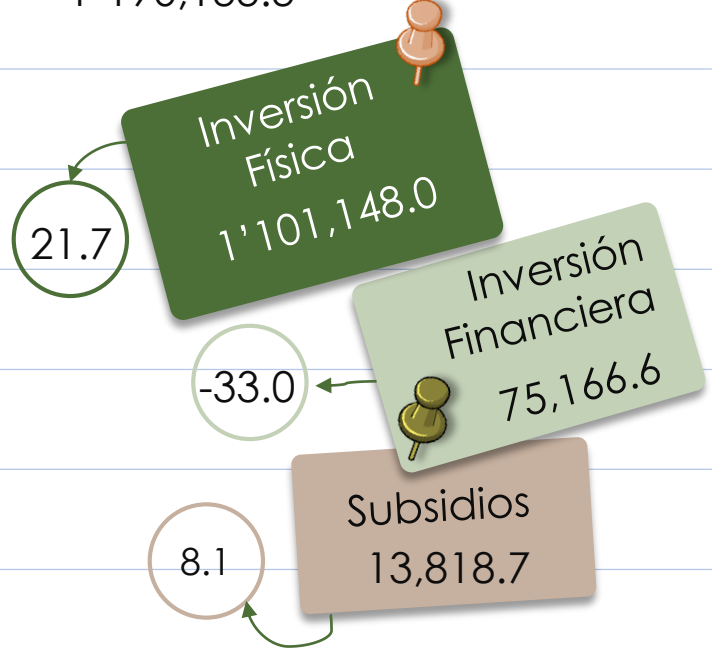 Inversión
Física
1’101,148.0
21.7
Inversión
Financiera
75,166.6
-33.0
Subsidios
13,818.7
8.1